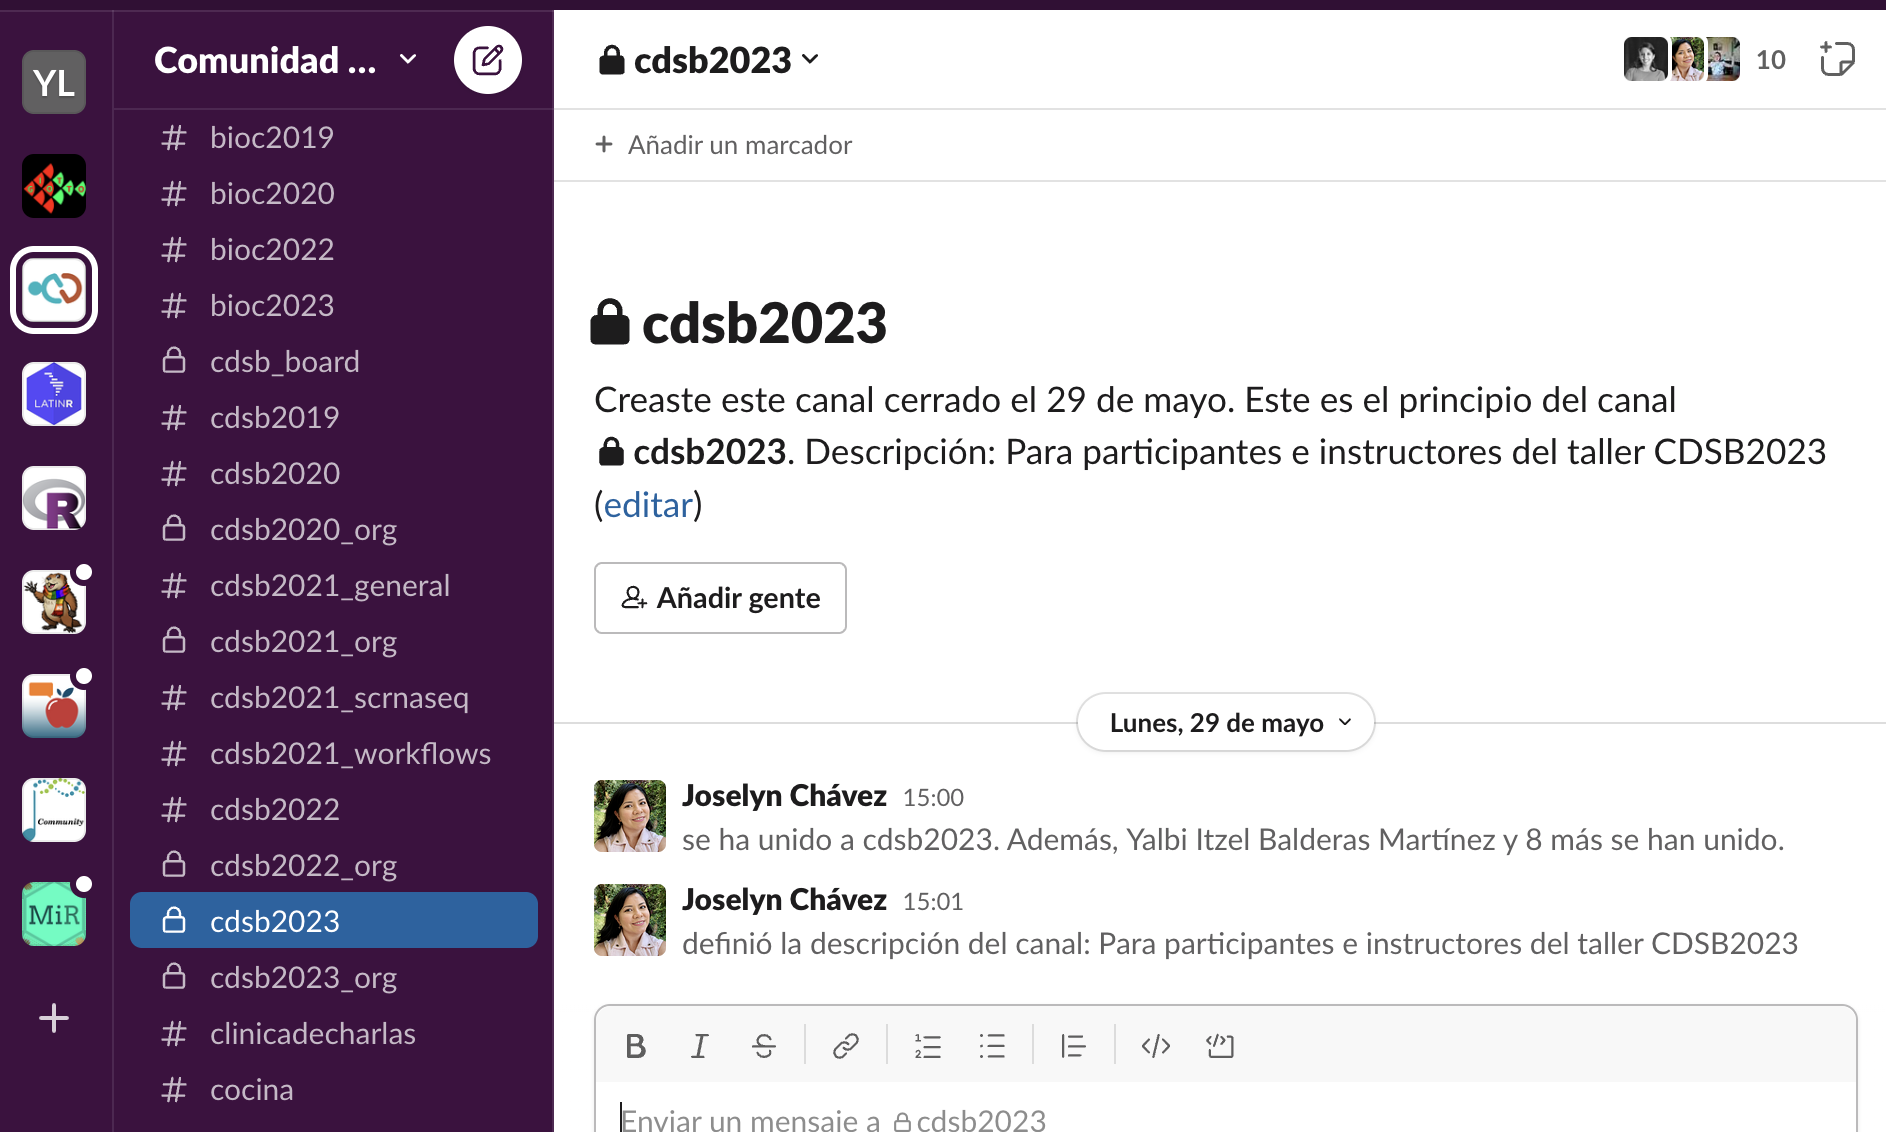 YL
Comunidad ...
bioc2019
bioc2020
bioc2022
bioc2023
cdsb_board
cdsb2019
cdsb2020
cdsb2020_org
cdsb2021_general
cdsb2021_org
cdsb2021_scrnaseq
cdsb2021_workflows
cdsb2022
cdsb2022_org
cdsb2023
cdsb2023_org
clinicadecharlas
cocina
LATINR
R
Community
MiR
cdsb2023
10
+ Añadir un marcador
cdsb2023
Creaste este canal cerrado el 29 de mayo. Este es el principio del canal
cdsb2023. Descripción: Para participantes e instructores del taller CDSB2023
(editar)
Añadir gente
Lunes, 29 de mayo
Joselyn Chávez 15:00
se ha unido a cdsb2023. Además, Yalbi Itzel Balderas Martínez y 8 más se han unido.
Joselyn Chávez 15:01
definió la descripción del canal: Para participantes e instructores del taller CDSB2023
Enviar un mensaje a cdsb2023